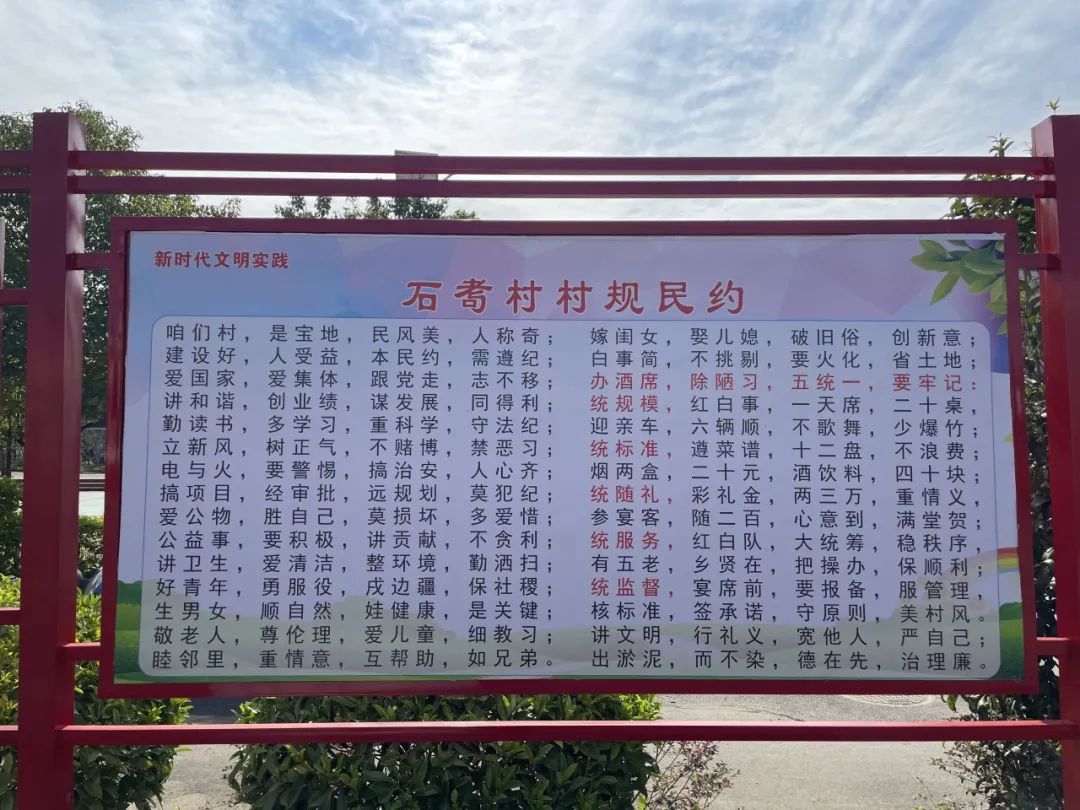 新时代文明实践
石耇村村规民约
咱们村，是宝地，民风美，人称奇；
建设好，人受益，本民约，需遵纪；
爱国家，爱集体，跟党走，志不移；
讲和谐，创业绩，谋发展，同得利；
勤读书，多学习，重科学，守法纪；
立新风，树正气，不赌博，禁恶习；
电与火，要警惕，搞治安，人心齐；
搞项目，经审批，远规划，莫犯纪；
爱公物，胜自己，莫损坏，多爱惜；
公益事，要积极，讲贡献，不贪利；
讲卫生，爱清洁，整环境，勤洒扫；
好青年，勇服役，戍边疆，保社稷；
生男女，顺自然，娃健康，是关键；
敬老人，尊伦理，爱儿童，细教习；
睦邻里，重情意，互帮助，如兄弟。
嫁闺女，娶儿媳，破旧俗，创新意；
白事简，不挑剔，要火化，省土地；
办酒席，除陋习，五统一，要牢记：
统规模，红白事，一天席，二十桌，
迎亲车，六辆顺，不歌舞，少爆竹；
统标准，遵菜谱，十二盘，不浪费；
烟两盒，二十元，酒饮料，四十块；
统随礼，彩礼金，两三万，重情义，
参宴客，随二百，心意到，满堂贺；
统服务，红白队，大统筹，稳秩序，
有五老，乡贤在，把操办，保顺利；
统监督，宴席前，要报备，服管理，
核标准，签承诺，守原则，美村风。
讲文明，行礼义，宽他人，严自己；
出淤泥，而不染，德在先，治理廉。